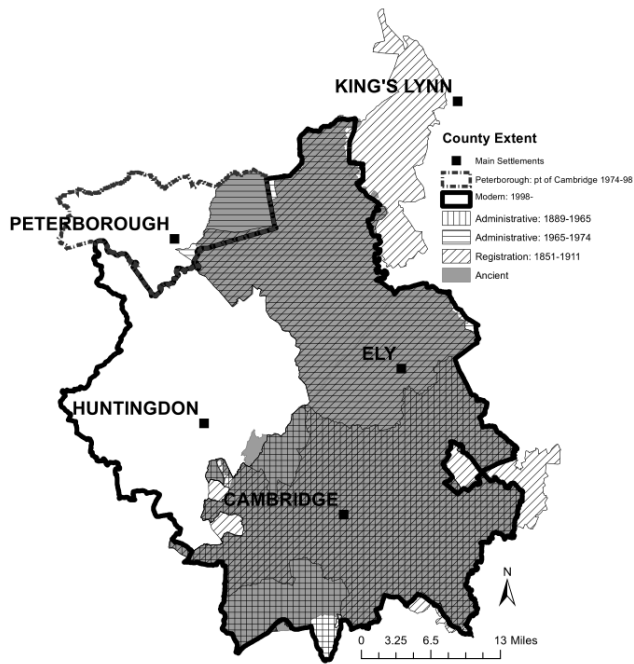 KING'S LYNN
County Extent
Main Settlements
Peterborough: pt of Cambridge 1974-98
Modern: 1998-
Administrative: 1889-1965
Administrative: 1965-1974
Registration: 1851-1911
Ancient
PETERBOROUGH
ELY
HUNTINGDON
CAMBRIDGE
N
0 3.25 6.5 13 Miles